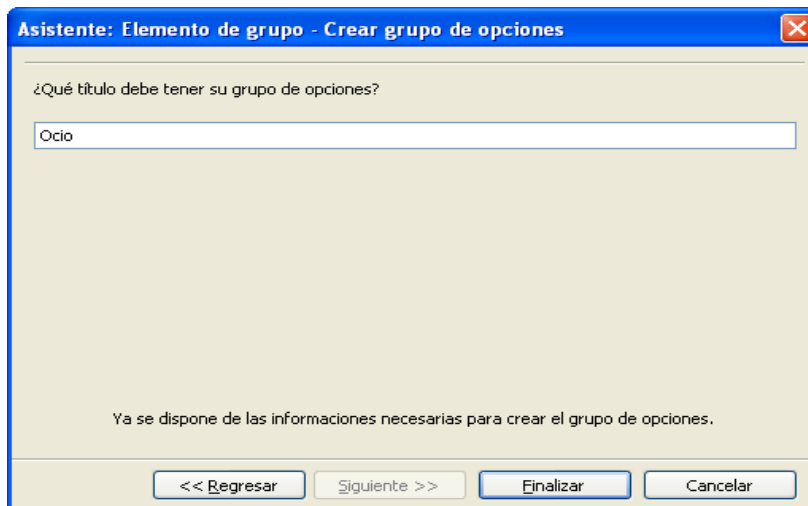 Asistente: Elemento de grupo - Crear grupo de opciones
¿Qué título debe tener su grupo de opciones?
Ocio
Ya se dispone de las informaciones necesarias para crear el grupo de opciones.
<< Regresar Siguiente >> Finalizar Cancelar